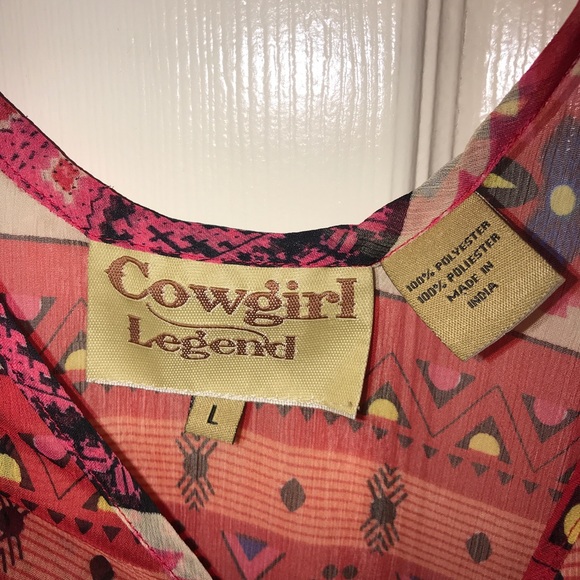 Cowgirl
Legend
L
100% POLYESTER
100% POLIESTER
MADE IN
INDIA